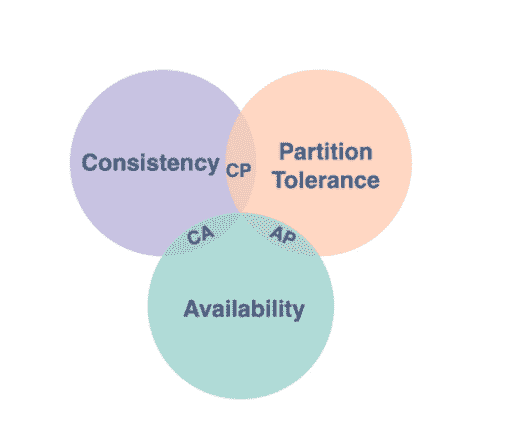 Consistency
CP
Partition
Tolerance
CA
AP
Availability